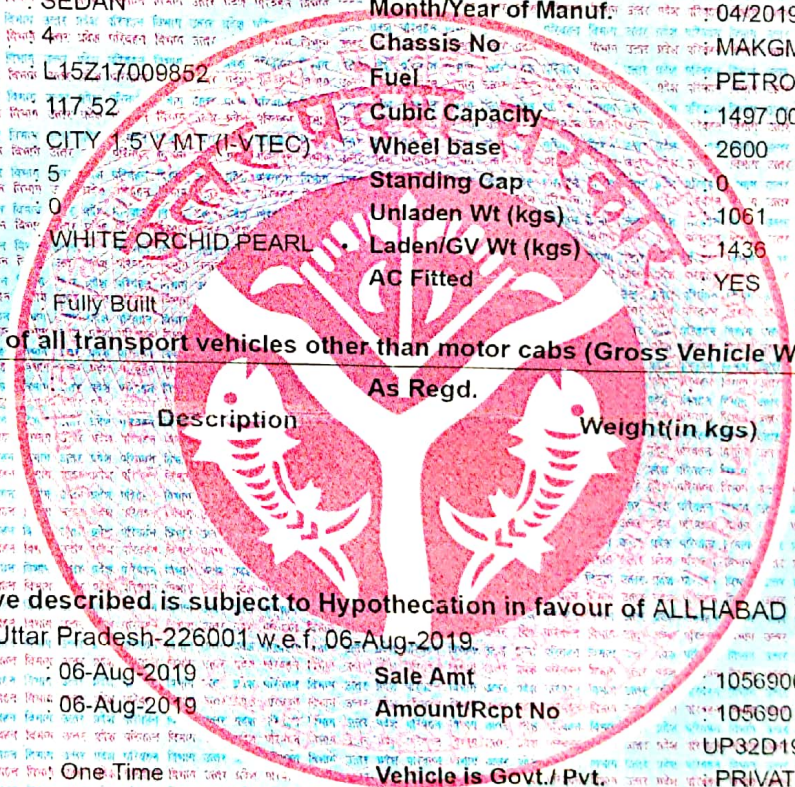 : SEDAN Month/Year of Manuf. : 04/2019
: 4 Chassis No : MAKGM
: L15Z17009852 Fuel : PETRO
: 117.52 Cubic Capacity : 1497.00
: CITY 1.5 V MT (I-VTEC) Wheel base : 2600
5 Standing Cap : 0
0 Unladen Wt (kgs) : 1061
: WHITE ORCHID PEARL Laden/GV Wt (kgs) : 1436
AC Fitted : YES
: Fully Built
of all transport vehicles other than motor cabs (Gross Vehicle W
As Regd.
Description Weight(in kgs)
ve described is subject to Hypothecation in favour of ALLHABAD
Uttar Pradesh-226001 w.e.f. 06-Aug-2019.
: 06-Aug-2019 Sale Amt : 105690
: 06-Aug-2019 Amount/Rcpt No : 105690
UP32D19
: One Time Vehicle is Govt./ Pvt. : PRIVAT